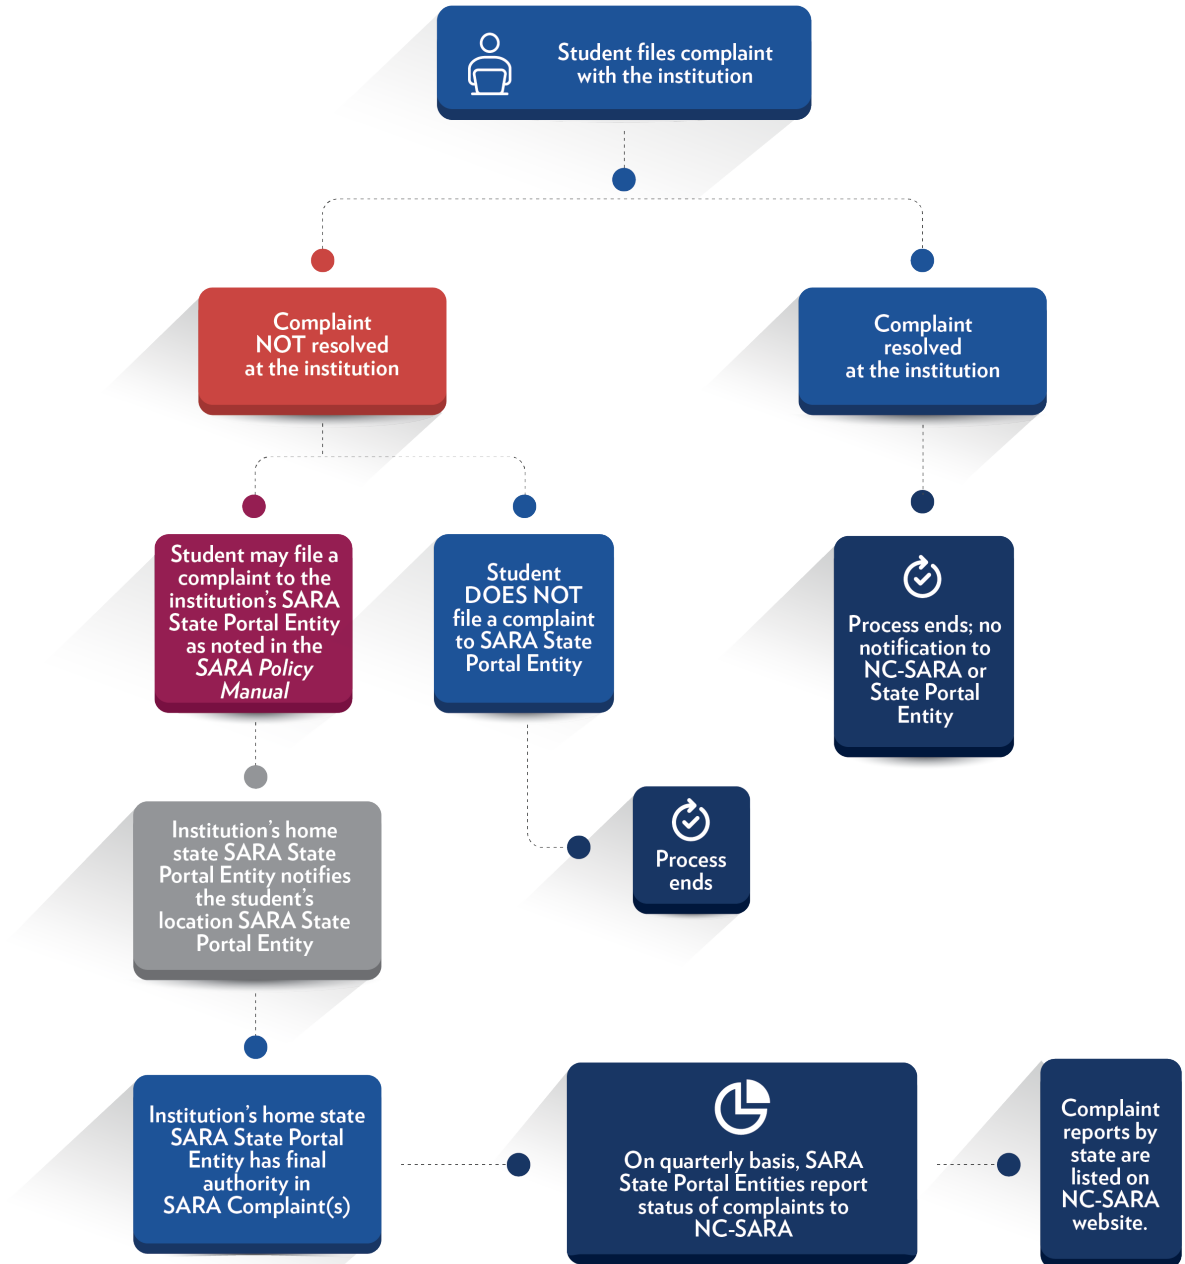 Student files complaint
with the institution
Complaint
NOT resolved
at the institution
Complaint
resolved
at the institution
Student may file a
complaint to the
institution’s SARA
State Portal Entity
as noted in the
SARA Policy
Manual
Student
DOES NOT
file a complaint
to SARA State
Portal Entity
Process ends; no
notification to
NC-SARA or
State Portal
Entity
Process
ends
Institution’s home
state SARA State
Portal Entity notifies
the student’s
location SARA State
Portal Entity
Institution’s home state
SARA State Portal
Entity has final
authority in
SARA Complaint(s)
On quarterly basis, SARA
State Portal Entities report
status of complaints to
NC-SARA
Complaint
reports by
state are
listed on
NC-SARA
website.